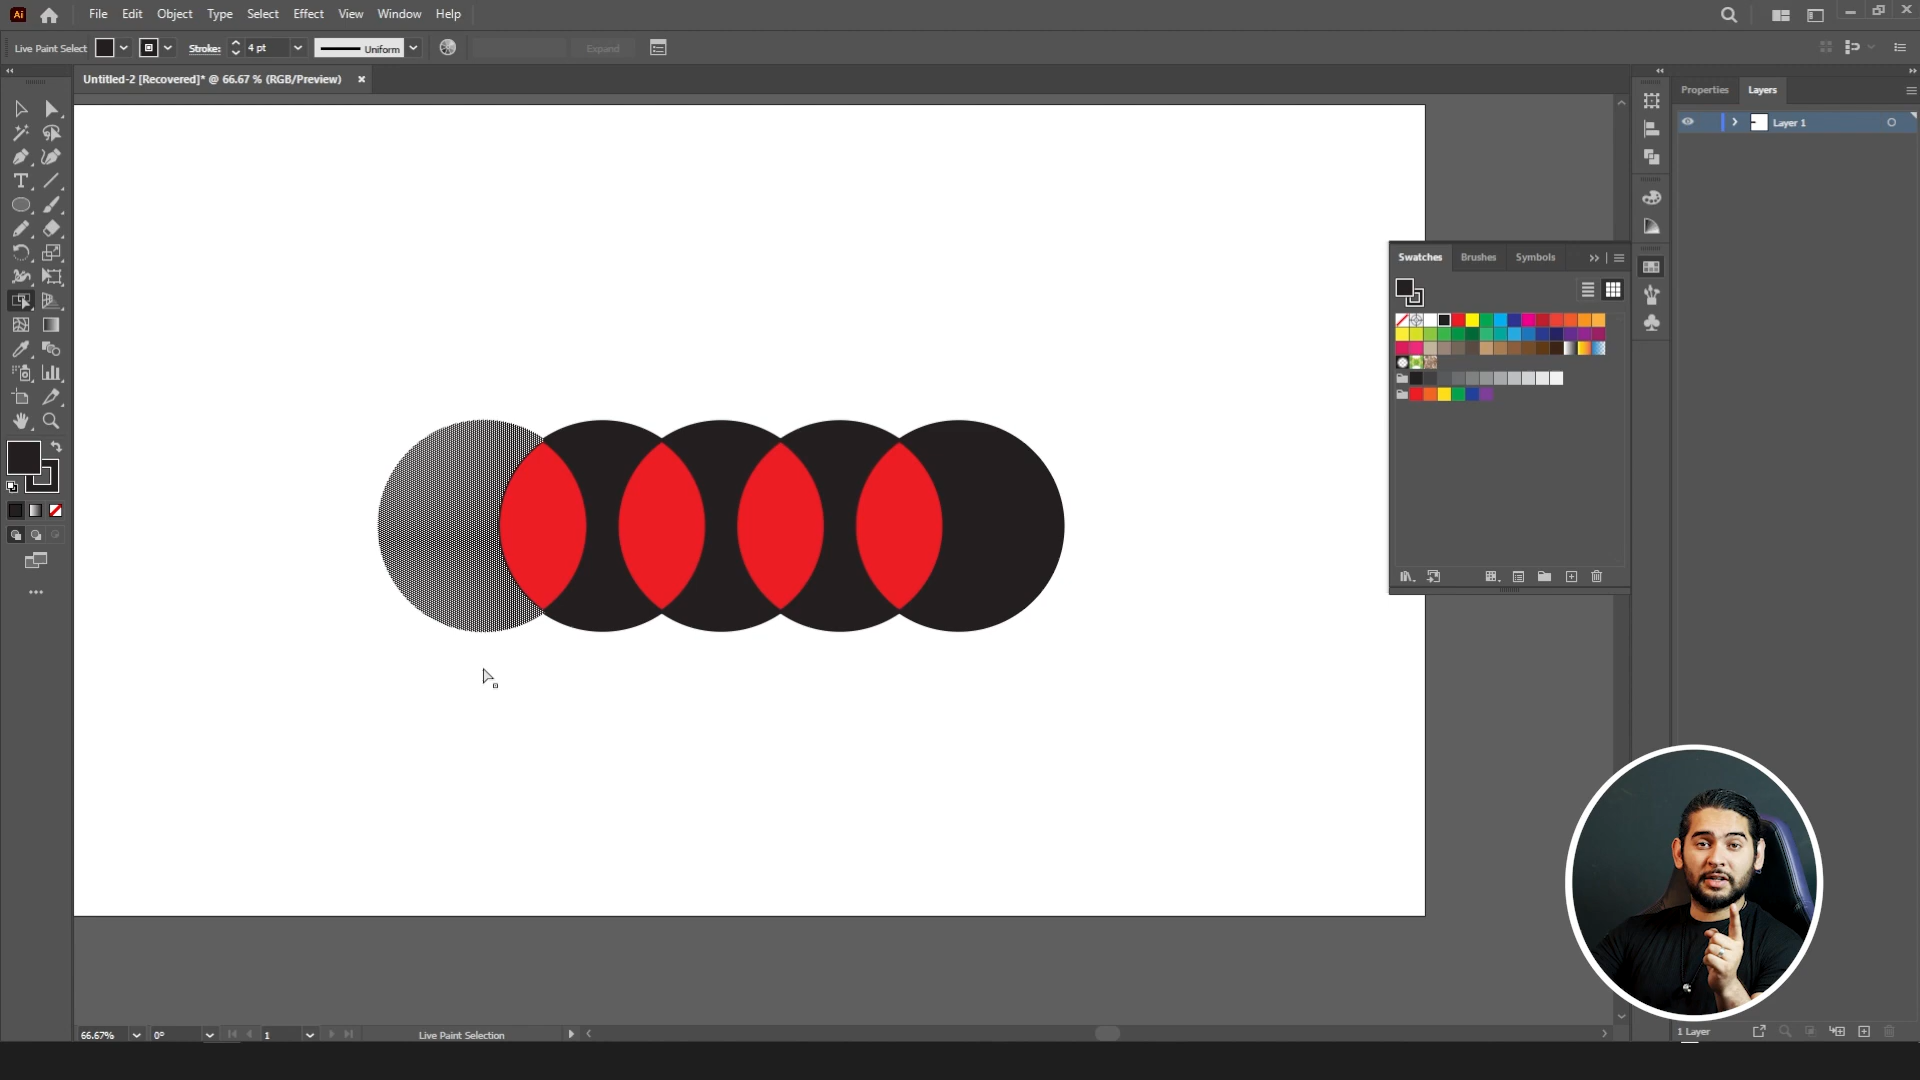 Ai File Edit Object Type Select Effect View Window Help
Live Paint Select Stroke: 4 pt Uniform Expand
Untitled-2 [Recovered]* @ 66.67 % (RGB/Preview) ×
Properties Layers
Layer 1
Swatches Brushes Symbols
66.67% 0° 1 Live Paint Selection
1 Layer